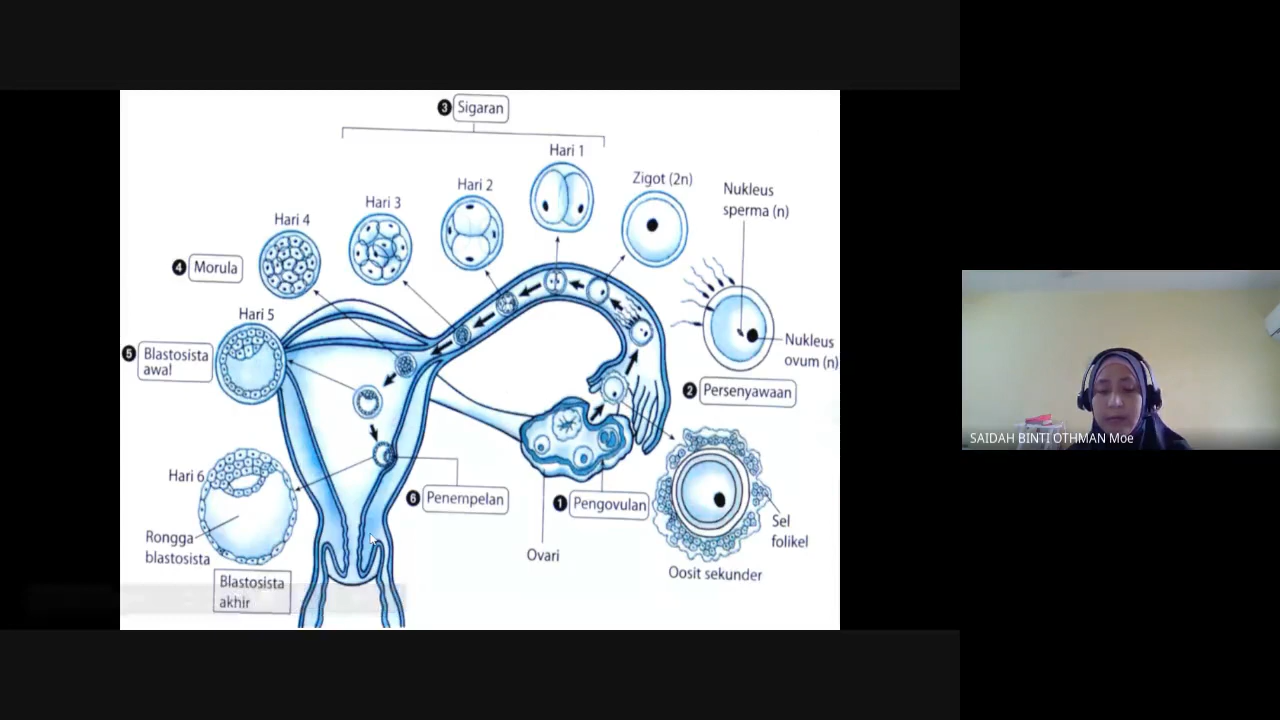 3 Sigaran
Hari 1
Hari 2
Hari 3
Hari 4
Zigot (2n)
Nukleus
sperma (n)
4 Morula
Hari 5
5 Blastosista
awal
Nukleus
ovum (n)
2 Persenyawaan
Hari 6
6 Penempelan
1 Pengovulan
Rongga
blastosista
Sel
folikel
Ovari
Oosit sekunder
Blastosista
akhir
SAIDAH BINTI OTHMAN Moe